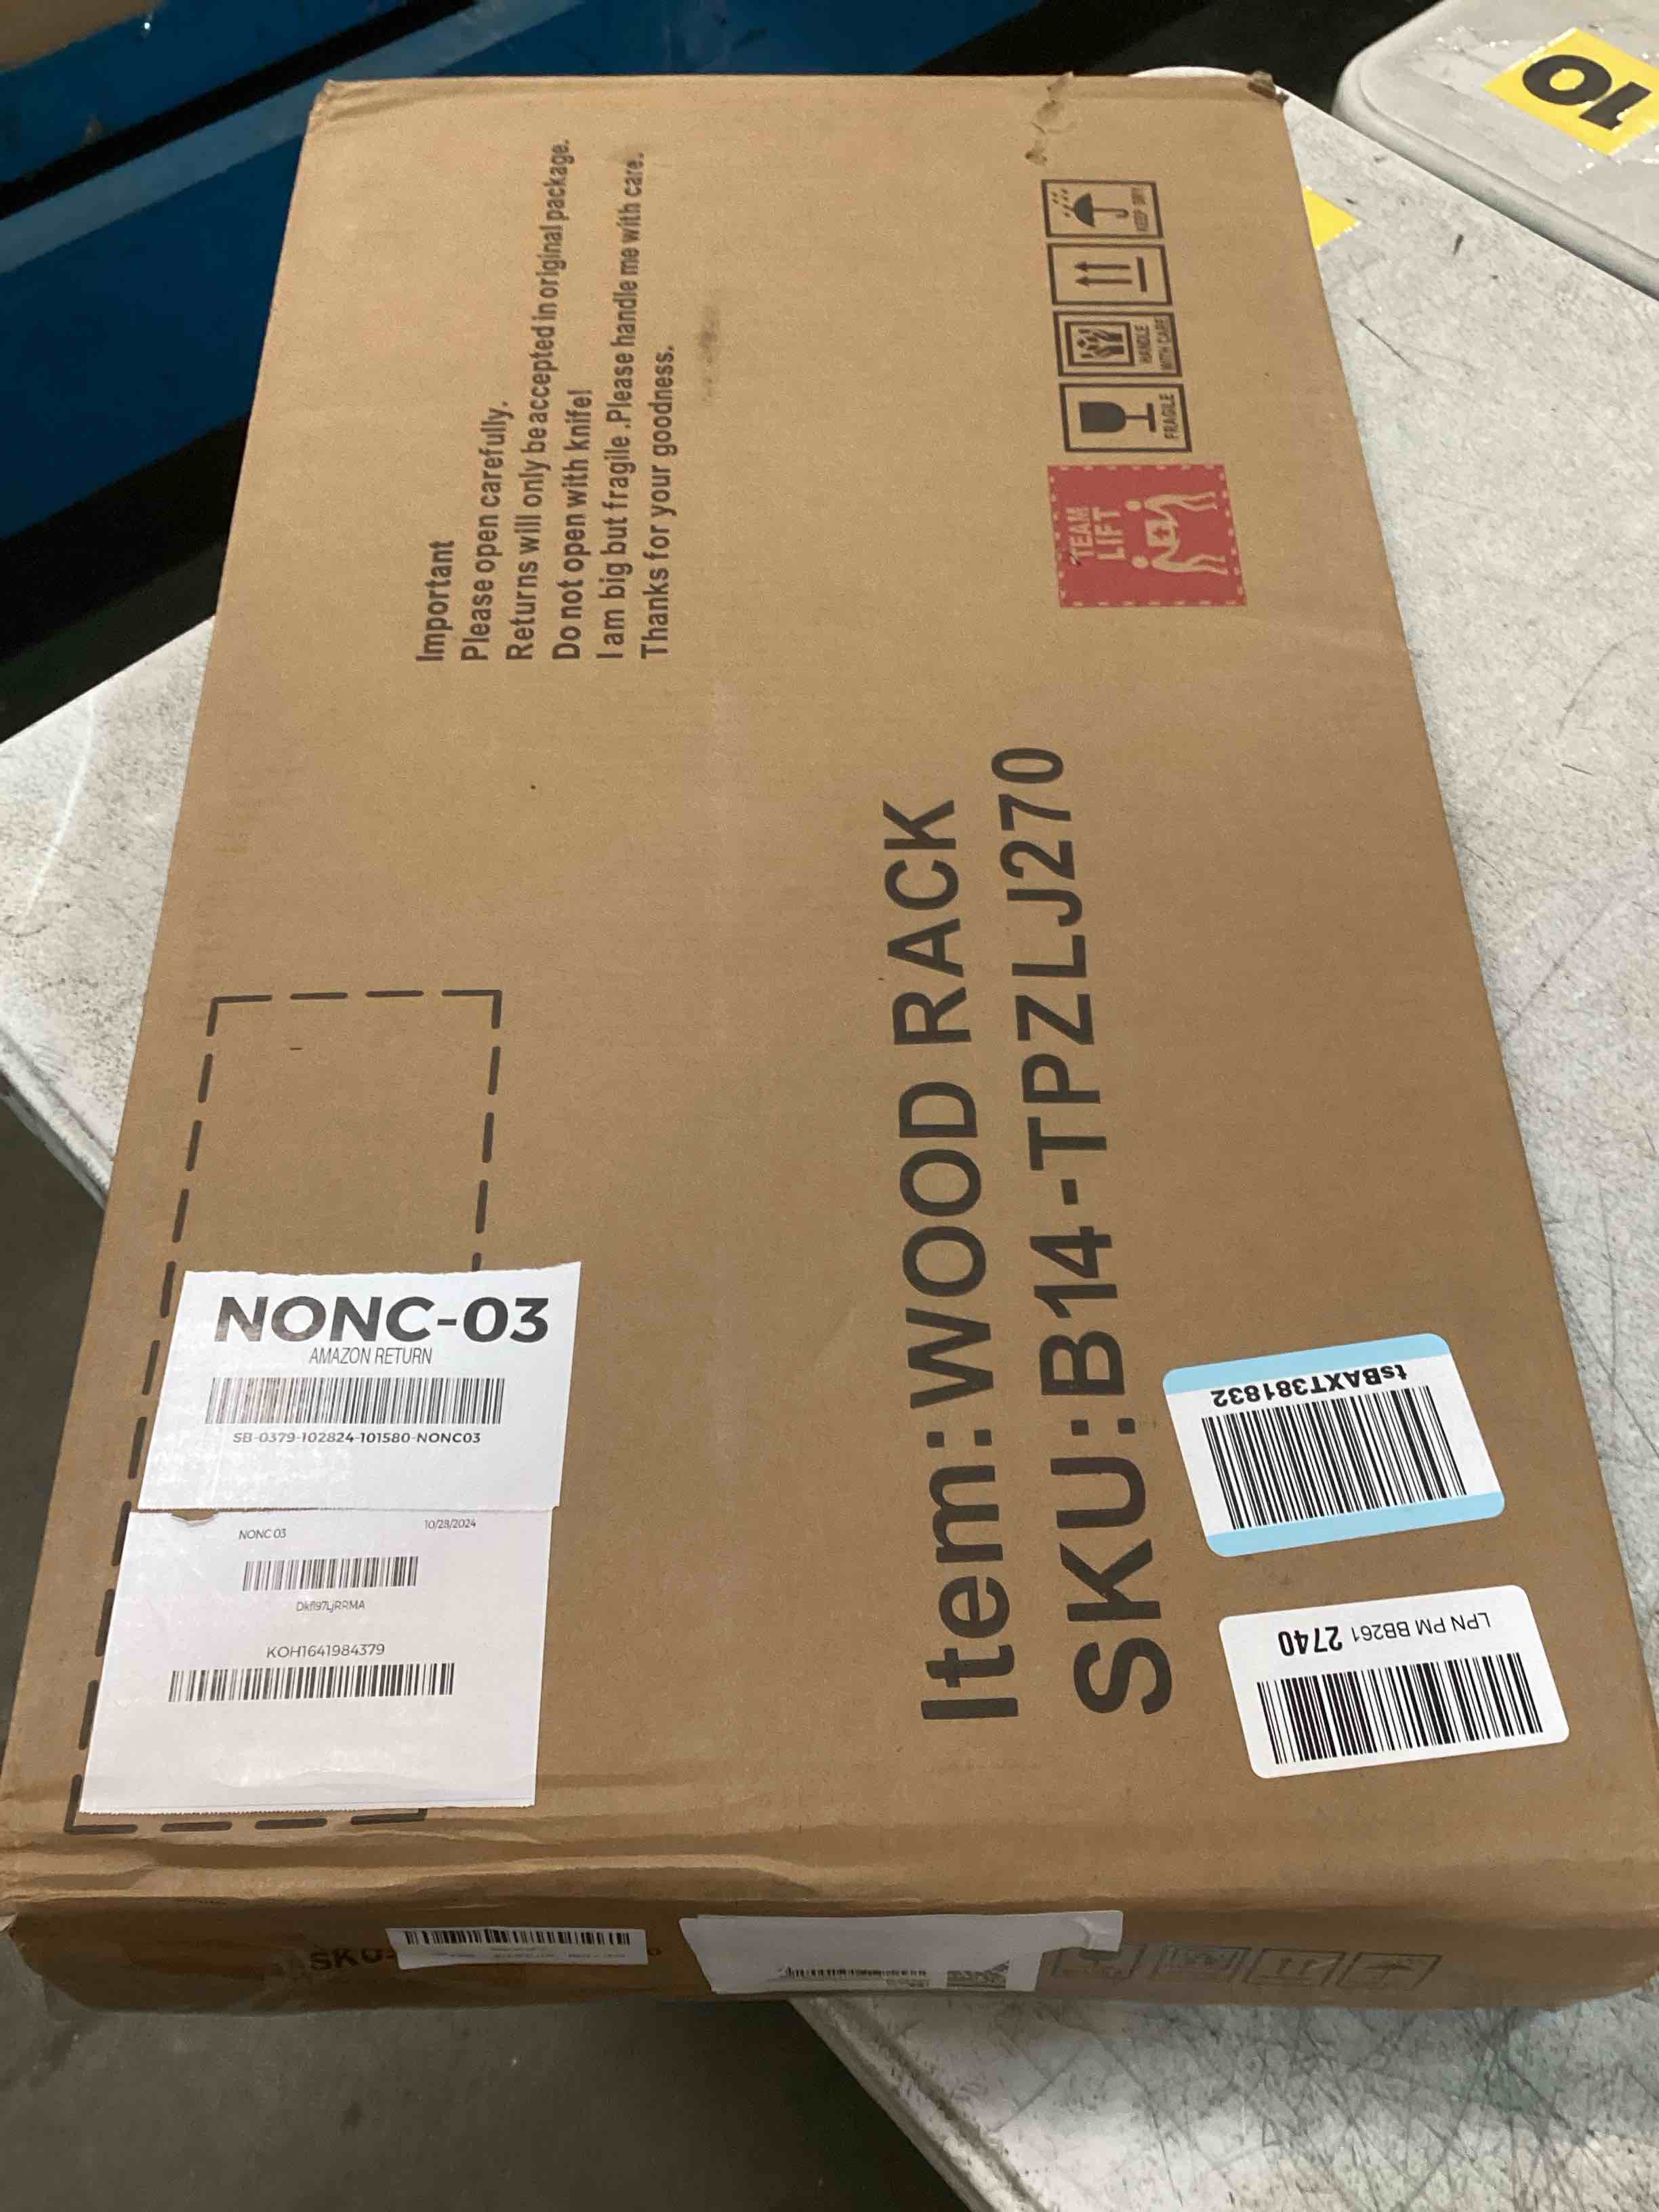 10
Important
Please open carefully.
Returns will only be accepted in original package.
Do not open with knife!
I am big but fragile .Please handle me with care.
Thanks for your goodness.
TEAM
LIFT
FRAGILE
HANDLE
WITH CARE
KEEP DRY
Item:WOOD RACK
SKU:B14-TPZLJ270
NONC-03
AMAZON RETURN
SB-0379-102824-101580-NONC03
NONC 03
10/28/2024
KOH1641984379
tsBAXT381832
LPN PM BB261 2740
SKU: